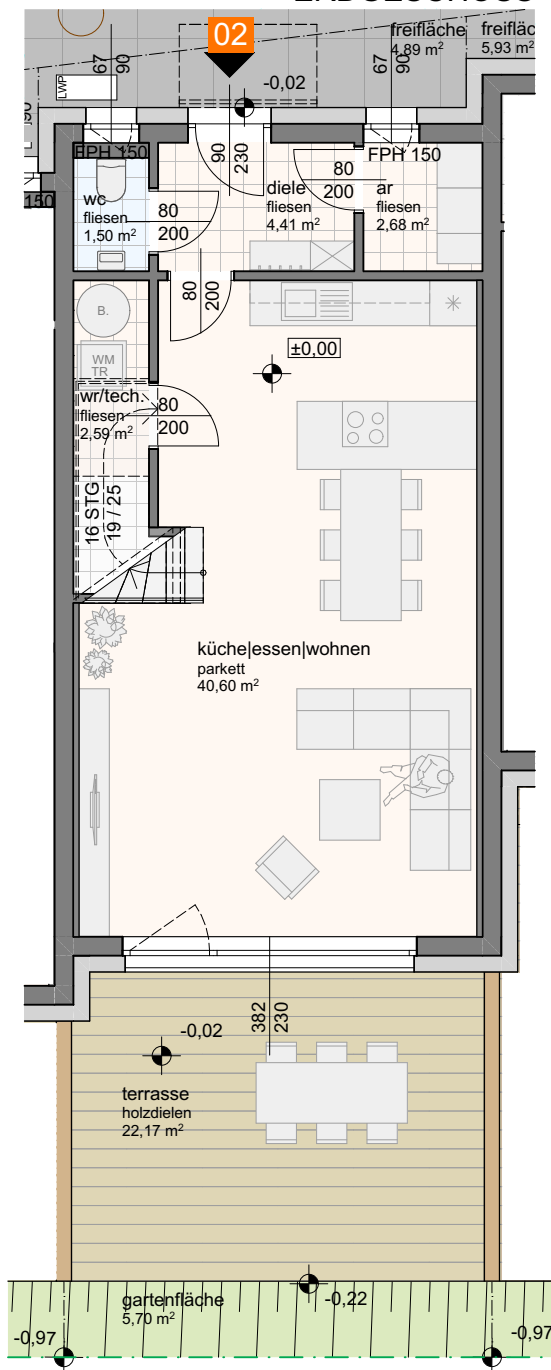 02
freifläche
4,89 m²
5,93 m²
67
90
LWP
-0,02
67
90
FPH 150
90
230
80
200
FPH 150
wc
fliesen
1,50 m²
80
200
diele
fliesen
4,41 m²
ar
fliesen
2,68 m²
150
80
200
B.
WM
TR
±0,00
wr/tech.
fliesen
2,59 m²
80
200
16 STG
19 / 25
küche|essen|wohnen
parkett
40,60 m²
382
230
-0,02
terrasse
holzdielen
22,17 m²
gartenfläche
5,70 m²
-0,22
-0,97
-0,97